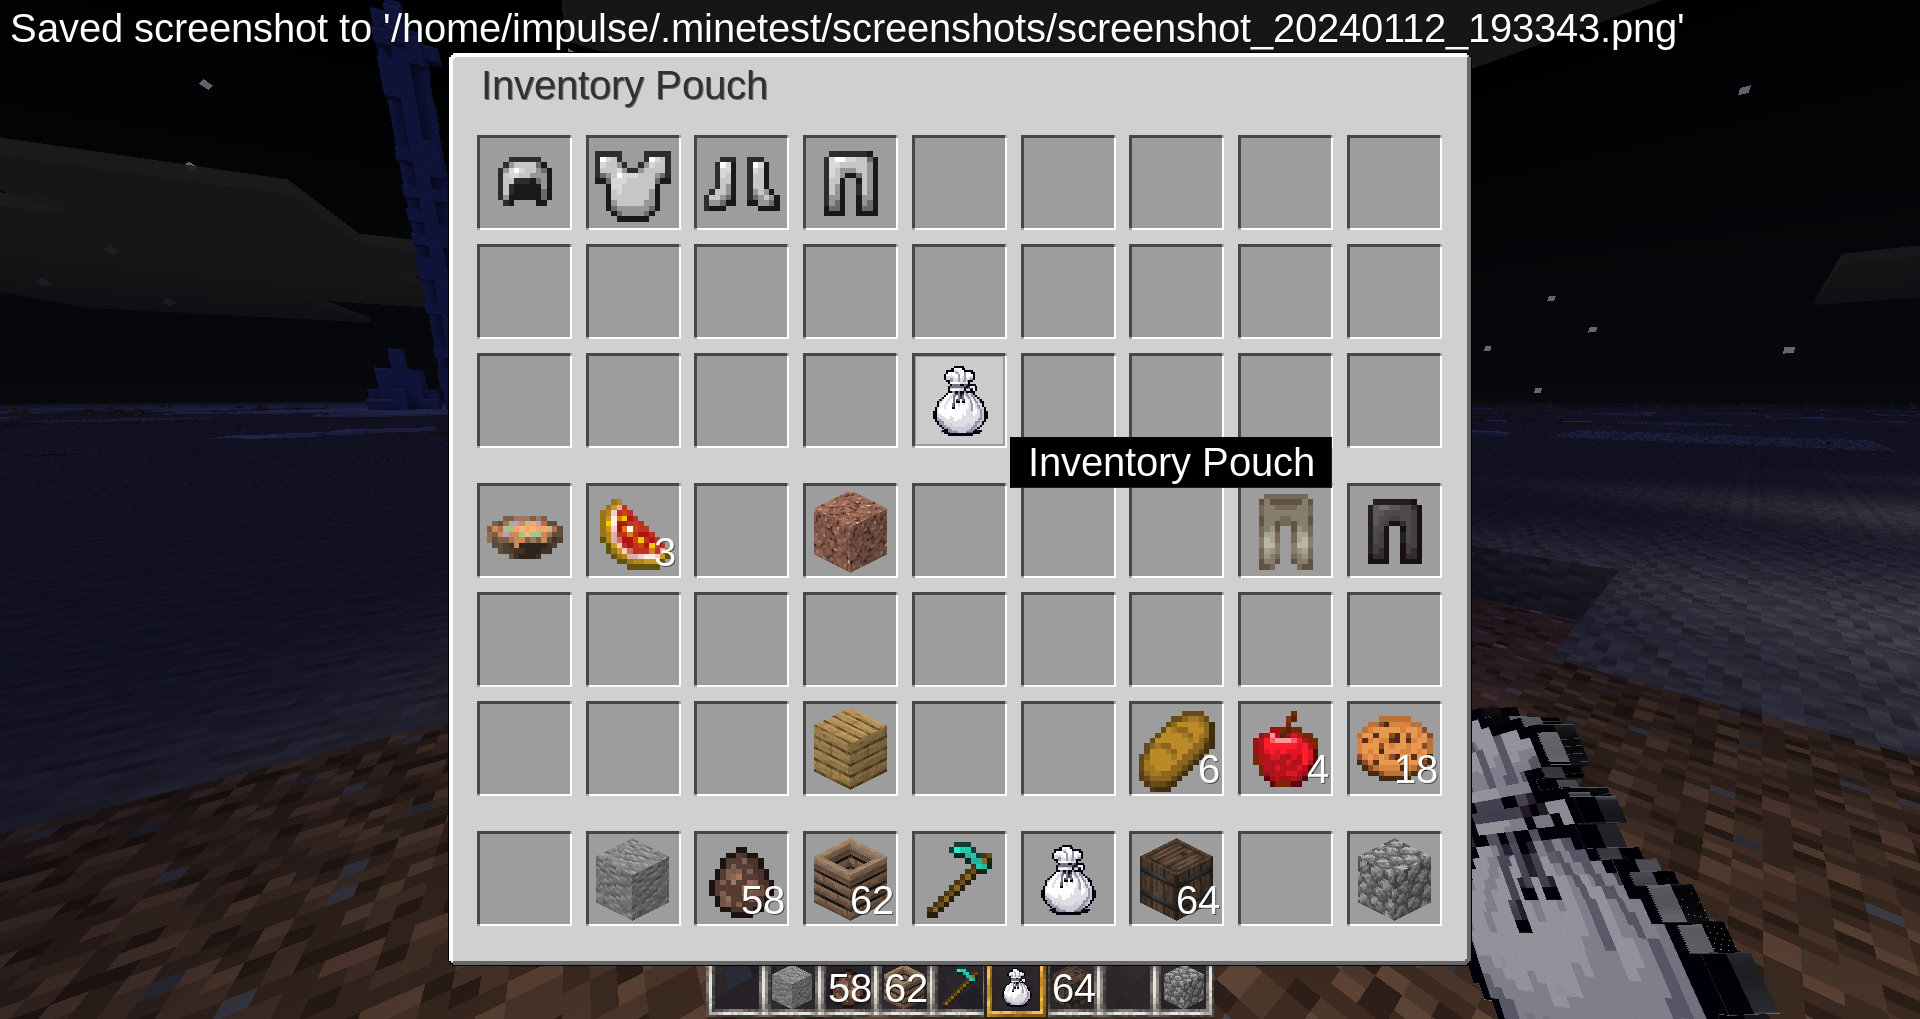 Saved screenshot to '/home/impulse/.minetest/screenshots/screenshot_20240112_193343.png'
Inventory Pouch
Inventory Pouch
3
6 4 18
58 62 64
58 62 64